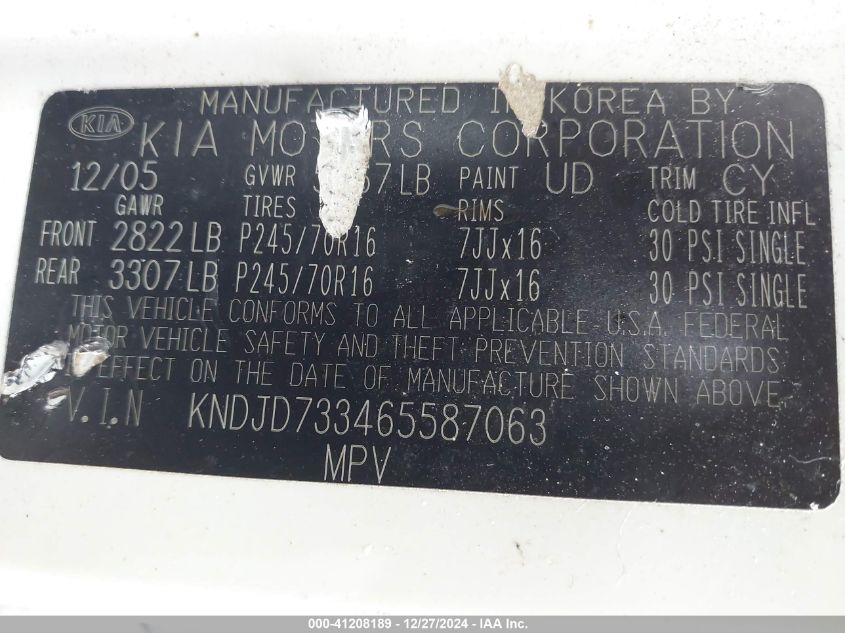 MANUFACTURED IN KOREA BY
KIA
KIA MOTORS CORPORATION
12/05 GVWR 67 LB PAINT UD TRIM CY
GAWR TIRES RIMS COLD TIRE INFL
FRONT 2822 LB P245/70R16 7JJx16 30 PSI SINGLE
REAR 3307 LB P245/70R16 7JJx16 30 PSI SINGLE
THIS VEHICLE CONFORMS TO ALL APPLICABLE U.S.A. FEDERAL
MOTOR VEHICLE SAFETY AND THEFT PREVENTION STANDARDS
EFFECT ON THE DATE OF MANUFACTURE SHOWN ABOVE.
V.I.N KNDJD733465587063
MPV
000-41208189 - 12/27/2024 - IAA, Inc.